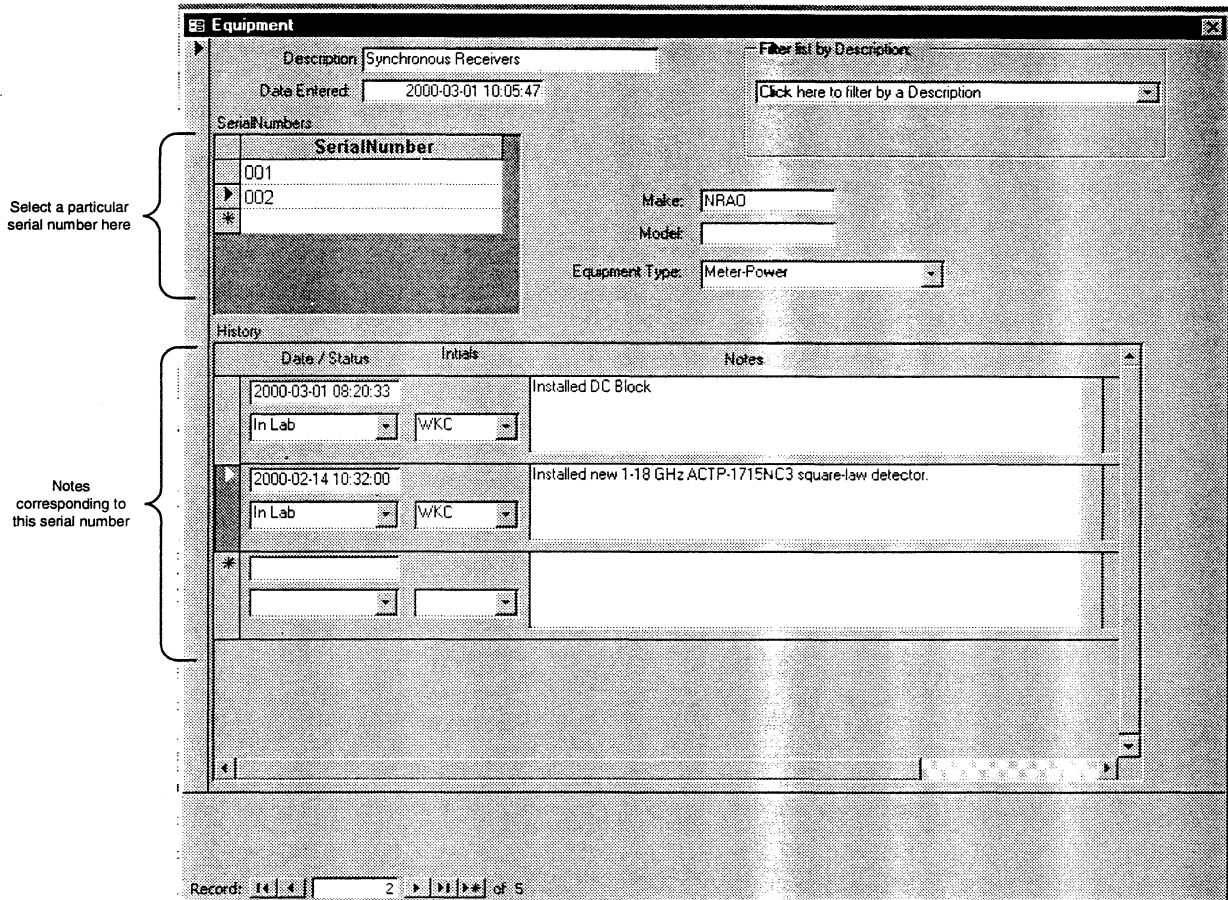 Equipment
Description Synchronous Receivers
Data Entered: 2000-03-01 10:05:47
Filter list by Description:
Click here to filter by a Description
SerialNumbers
SerialNumber
001
002
*
Select a particular
serial number here
Make: NRAO
Model:
Equipment Type: Meter-Power
History
Date / Status Initials Notes
2000-03-01 08:20:33 Installed DC Block
In Lab WKC
2000-02-14 10:32:00 Installed new 1-18 GHz ACTP-1715NC3 square-law detector.
In Lab WKC
*
Notes
corresponding to
this serial number
Record: 2 of 5